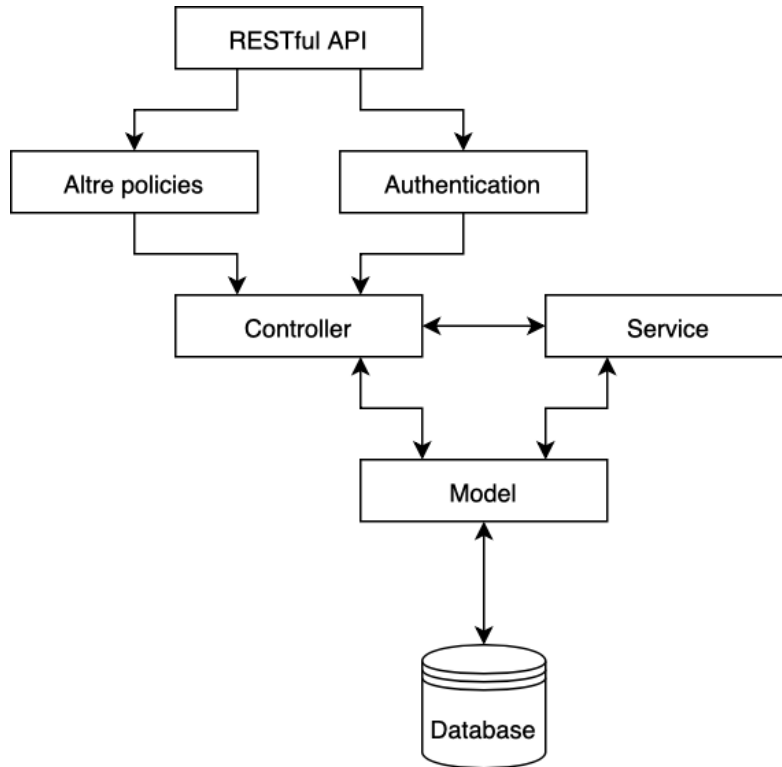 RESTful API
Altre policies
Authentication
Controller
Service
Model
Database